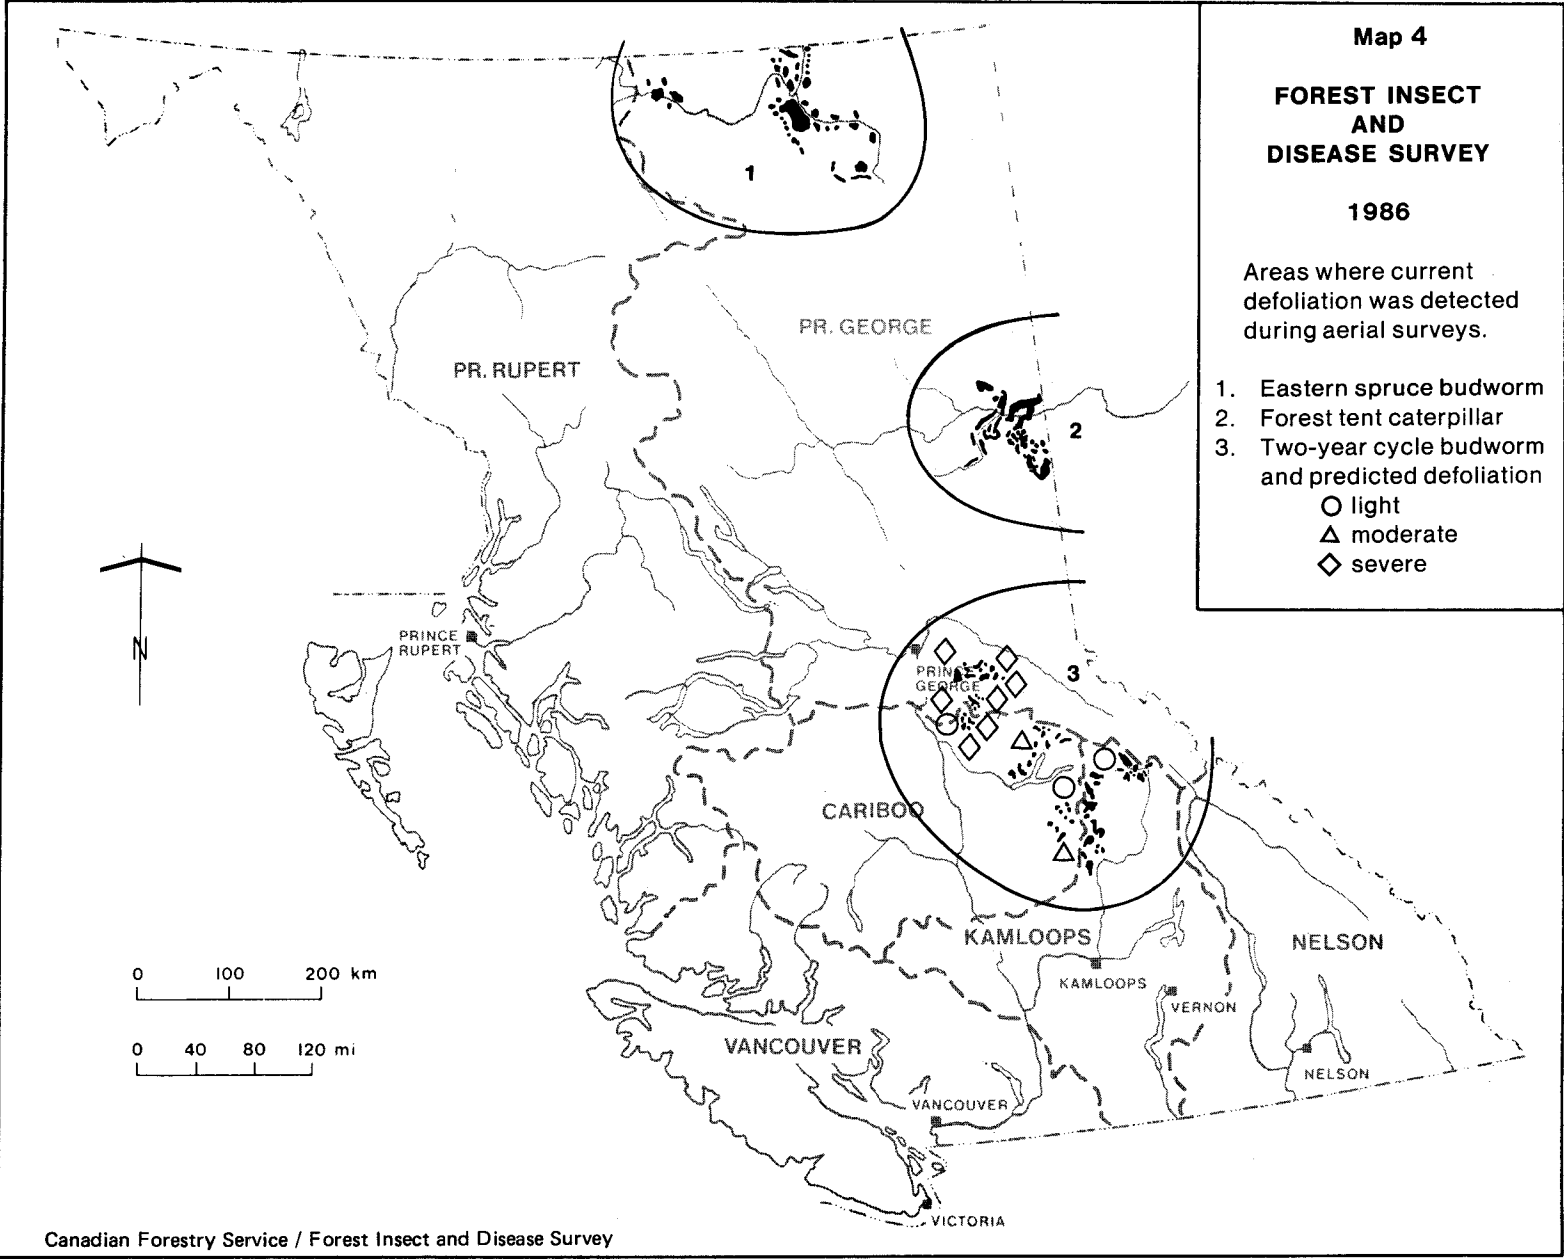 Map 4
FOREST INSECT
AND
DISEASE SURVEY
1986
Areas where current
defoliation was detected
during aerial surveys.
1. Eastern spruce budworm
2. Forest tent caterpillar
3. Two-year cycle budworm
and predicted defoliation
light
moderate
severe
1
PR. GEORGE
PR. RUPERT
2
N
PRINCE
RUPERT
3
PRINCE
GEORGE
CARIBOO
KAMLOOPS
NELSON
KAMLOOPS
VERNON
0 100 200 km
0 40 80 120 mi
VANCOUVER
NELSON
VANCOUVER
VICTORIA
Canadian Forestry Service / Forest Insect and Disease Survey